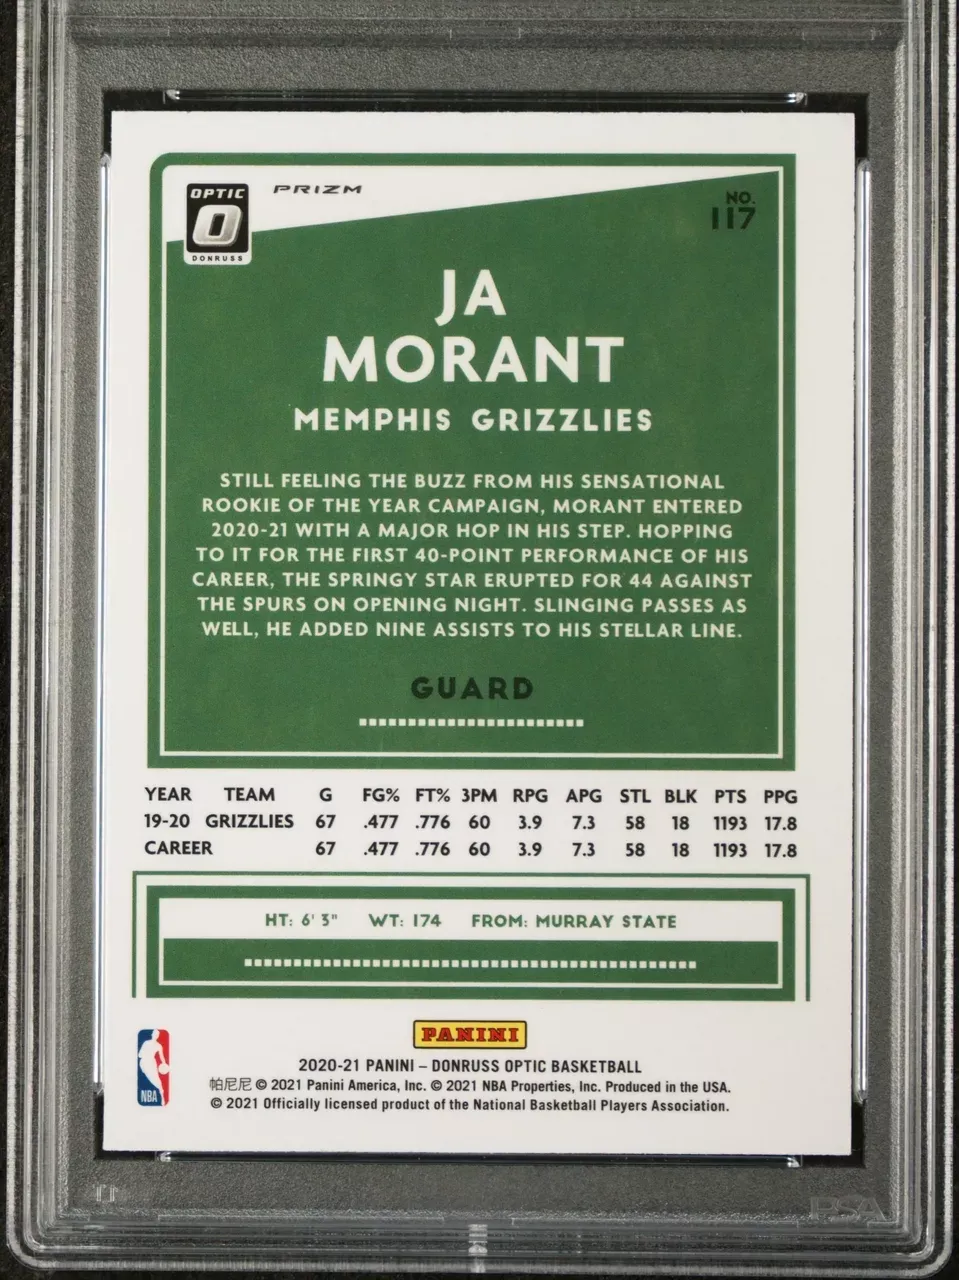 OPTIC
DONRUSS
PRIZM
NO.
117
JA
MORANT
MEMPHIS GRIZZLIES
STILL FEELING THE BUZZ FROM HIS SENSATIONAL
ROOKIE OF THE YEAR CAMPAIGN, MORANT ENTERED
2020-21 WITH A MAJOR HOP IN HIS STEP. HOPPING
TO IT FOR THE FIRST 40-POINT PERFORMANCE OF HIS
CAREER, THE SPRINGY STAR ERUPTED FOR 44 AGAINST
THE SPURS ON OPENING NIGHT. SLINGING PASSES AS
WELL, HE ADDED NINE ASSISTS TO HIS STELLAR LINE.
GUARD
YEAR TEAM G FG% FT% 3PM RPG APG STL BLK PTS PPG
19-20 GRIZZLIES 67 .477 .776 60 3.9 7.3 58 18 1193 17.8
CAREER 67 .477 .776 60 3.9 7.3 58 18 1193 17.8
HT: 6' 3" WT: 174 FROM: MURRAY STATE
PANINI
NBA
2020-21 PANINI – DONRUSS OPTIC BASKETBALL
帕尼尼 © 2021 Panini America, Inc. © 2021 NBA Properties, Inc. Produced in the USA.
© 2021 Officially licensed product of the National Basketball Players Association.
PSA